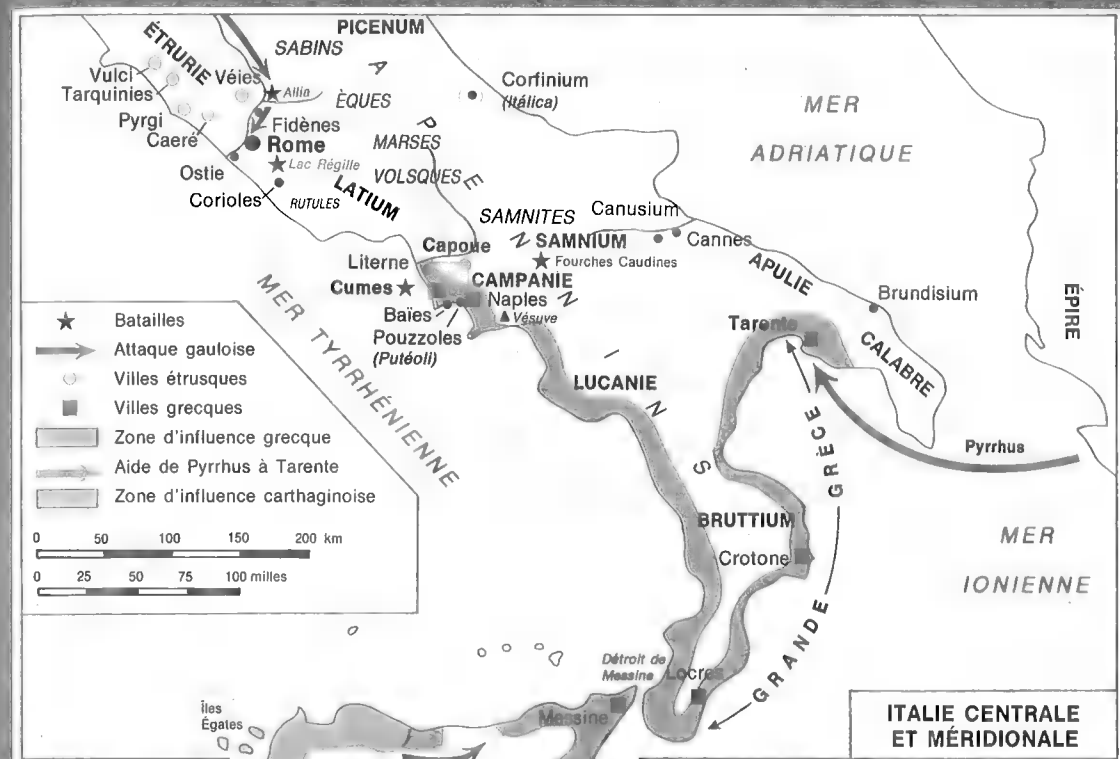 PICENUM
ÉTRURIE
SABINS
Vulci
Véies
Tarquinies
Allia
Corfinium
(Itálica)
ÈQUES
Pyrgi
Caeré
Fidènes
Rome
MARSES
Lac Régille
Ostie
VOLSQUES
Corioles
RUTULES
LATIUM
APENNINS
MER
ADRIATIQUE
SAMNITES
Canusium
SAMNIUM
Cannes
Capoue
Fourches Caudines
Literne
Cumes
CAMPANIE
Naples
Baïes
Vésuve
Pouzzoles
(Putéoli)
APULIE
Brundisium
ÉPIRE
Tarente
CALABRE
MER TYRRHÉNIENNE
LUCANIE
Pyrrhus
GRANDE GRÈCE
BRUTTIUM
Crotone
MER
IONIENNE
Détroit de
Messine
Locres
Messine
Îles
Égates
Batailles
Attaque gauloise
Villes étrusques
Villes grecques
Zone d'influence grecque
Aide de Pyrrhus à Tarente
Zone d'influence carthaginoise
0 50 100 150 200 km
0 25 50 75 100 milles
ITALIE CENTRALE
ET MÉRIDIONALE